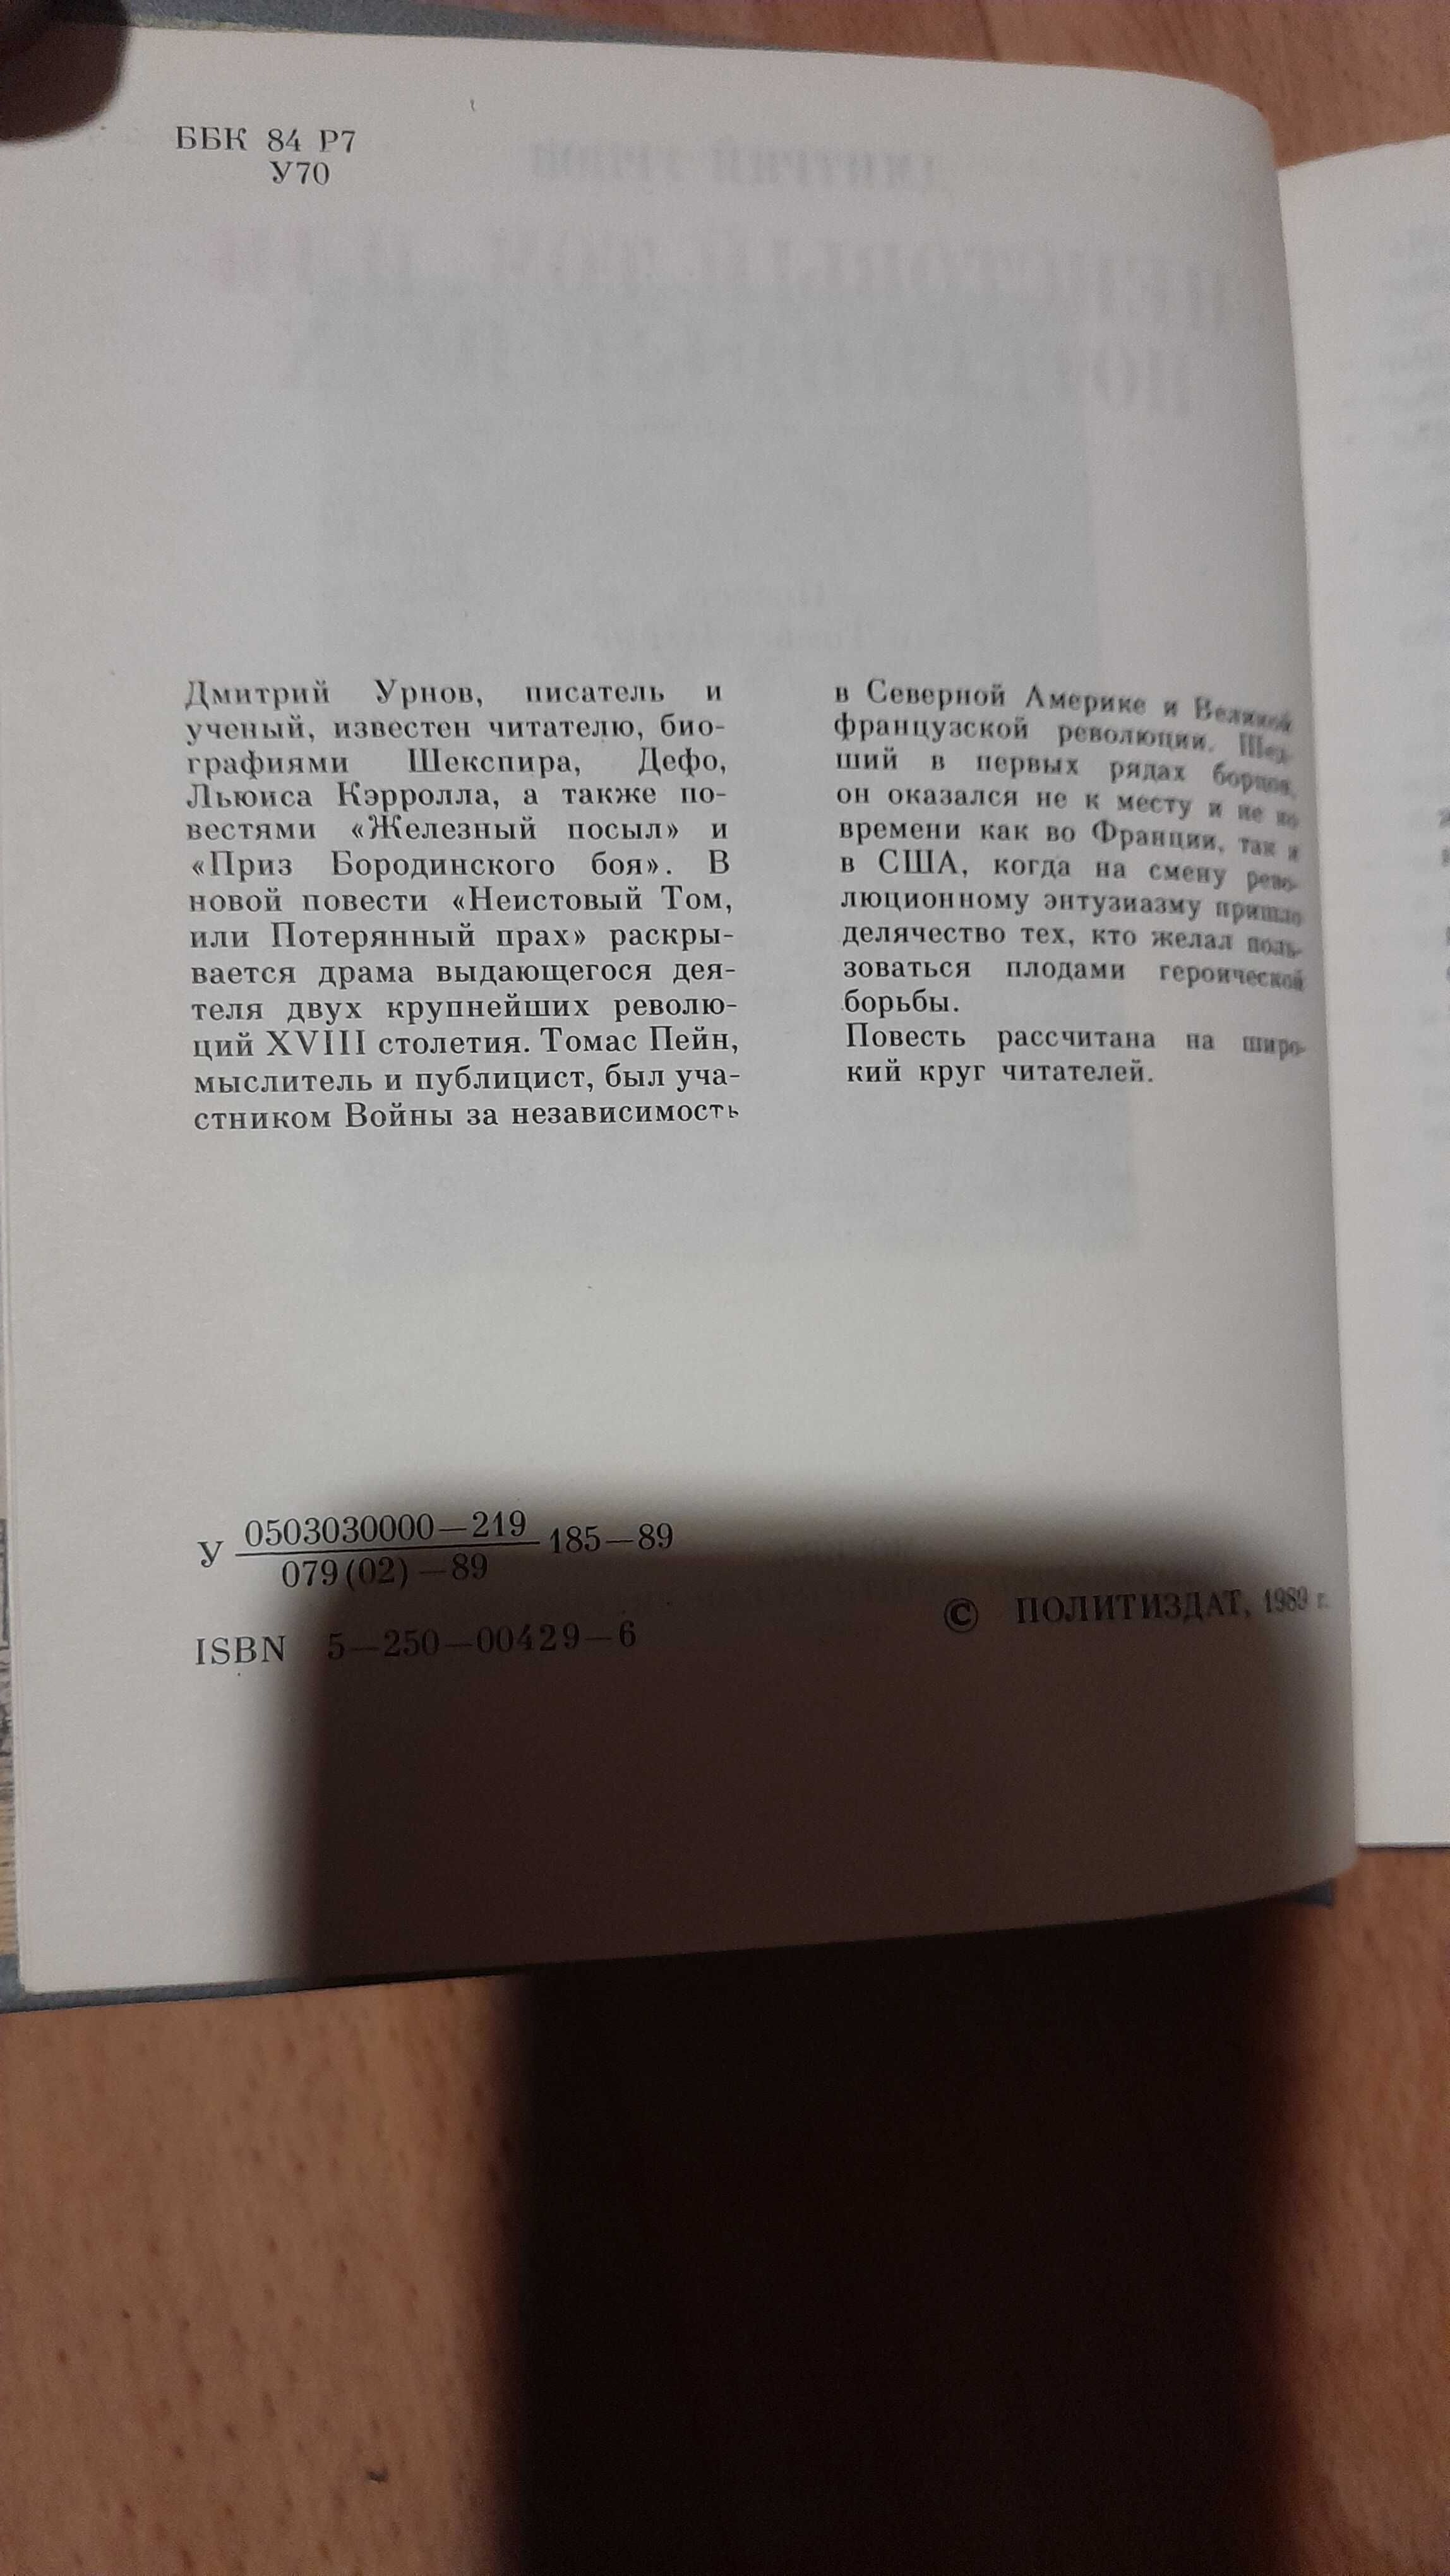 ББК 84 Р7
У70
Дмитрий Урнов, писатель и
ученый, известен читателю, био-
графиями Шекспира, Дефо,
Льюиса Кэрролла, а также по-
вестями «Железный посыл» и
«Приз Бородинского боя». В
новой повести «Неистовый Том,
или Потерянный прах» раскры-
вается драма выдающегося дея-
теля двух крупнейших револю-
ций XVIII столетия. Томас Пейн,
мыслитель и публицист, был уча-
стником Войны за независимость
в Северной Америке и Великой
французской революции. Шед-
ший в первых рядах борцов,
он оказался не к месту и не ко
времени как во Франции, так и
в США, когда на смену рево-
люционному энтузиазму пришло
делячество тех, кто желал поль-
зоваться плодами героической
борьбы.
Повесть рассчитана на широ-
кий круг читателей.
У 0503030000—219 185—89
079(02)—89
ISBN 5—250—00429—6
© ПОЛИТИЗДАТ, 1989 г.